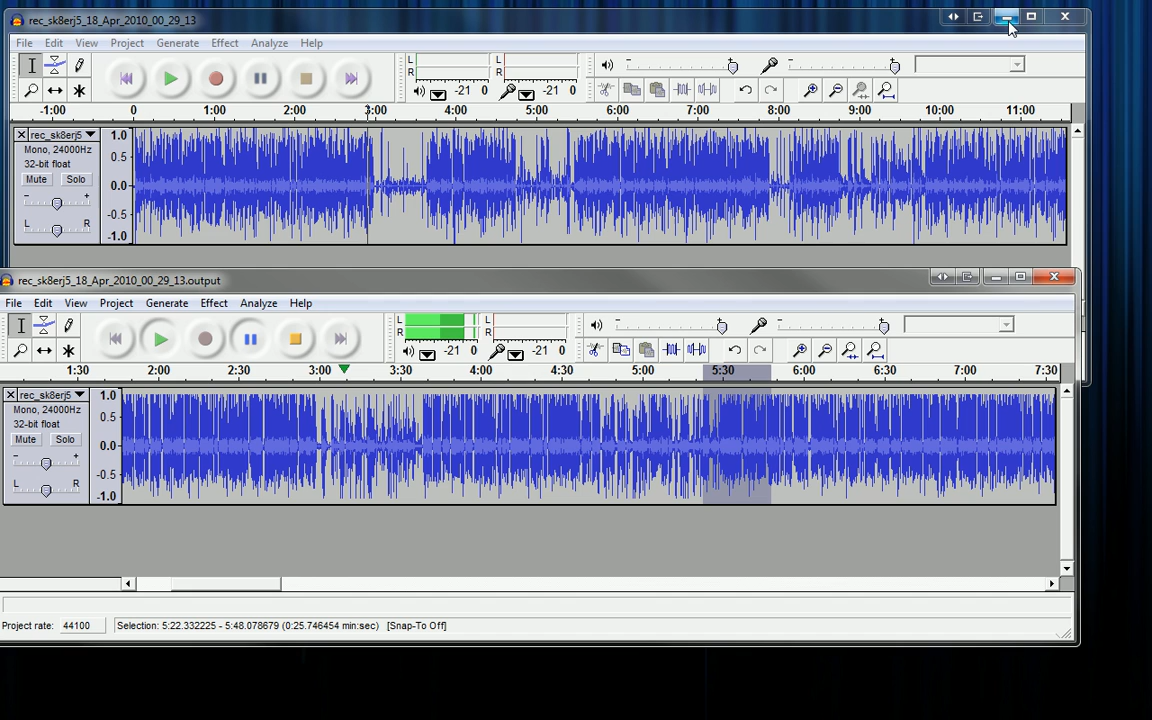 rec_sk8erj5_18_Apr_2010_00_29_13
File Edit View Project Generate Effect Analyze Help
L
R
-21 0
L
R
-21 0
- +
- +
-1:00 0 1:00 2:00 3:00 4:00 5:00 6:00 7:00 8:00 9:00 10:00 11:00
rec_sk8erj5
Mono, 24000Hz
32-bit float
Mute Solo
- +
L R
1.0
0.5
0.0
-0.5
-1.0
rec_sk8erj5_18_Apr_2010_00_29_13.output
File Edit View Project Generate Effect Analyze Help
L
R
-21 0
L
R
-21 0
- +
- +
1:30 2:00 2:30 3:00 3:30 4:00 4:30 5:00 5:30 6:00 6:30 7:00 7:30
rec_sk8erj5
Mono, 24000Hz
32-bit float
Mute Solo
- +
L R
1.0
0.5
0.0
-0.5
-1.0
Project rate: 44100 Selection: 5:22.332225 - 5:48.078679 (0:25.746454 min:sec) [Snap-To Off]